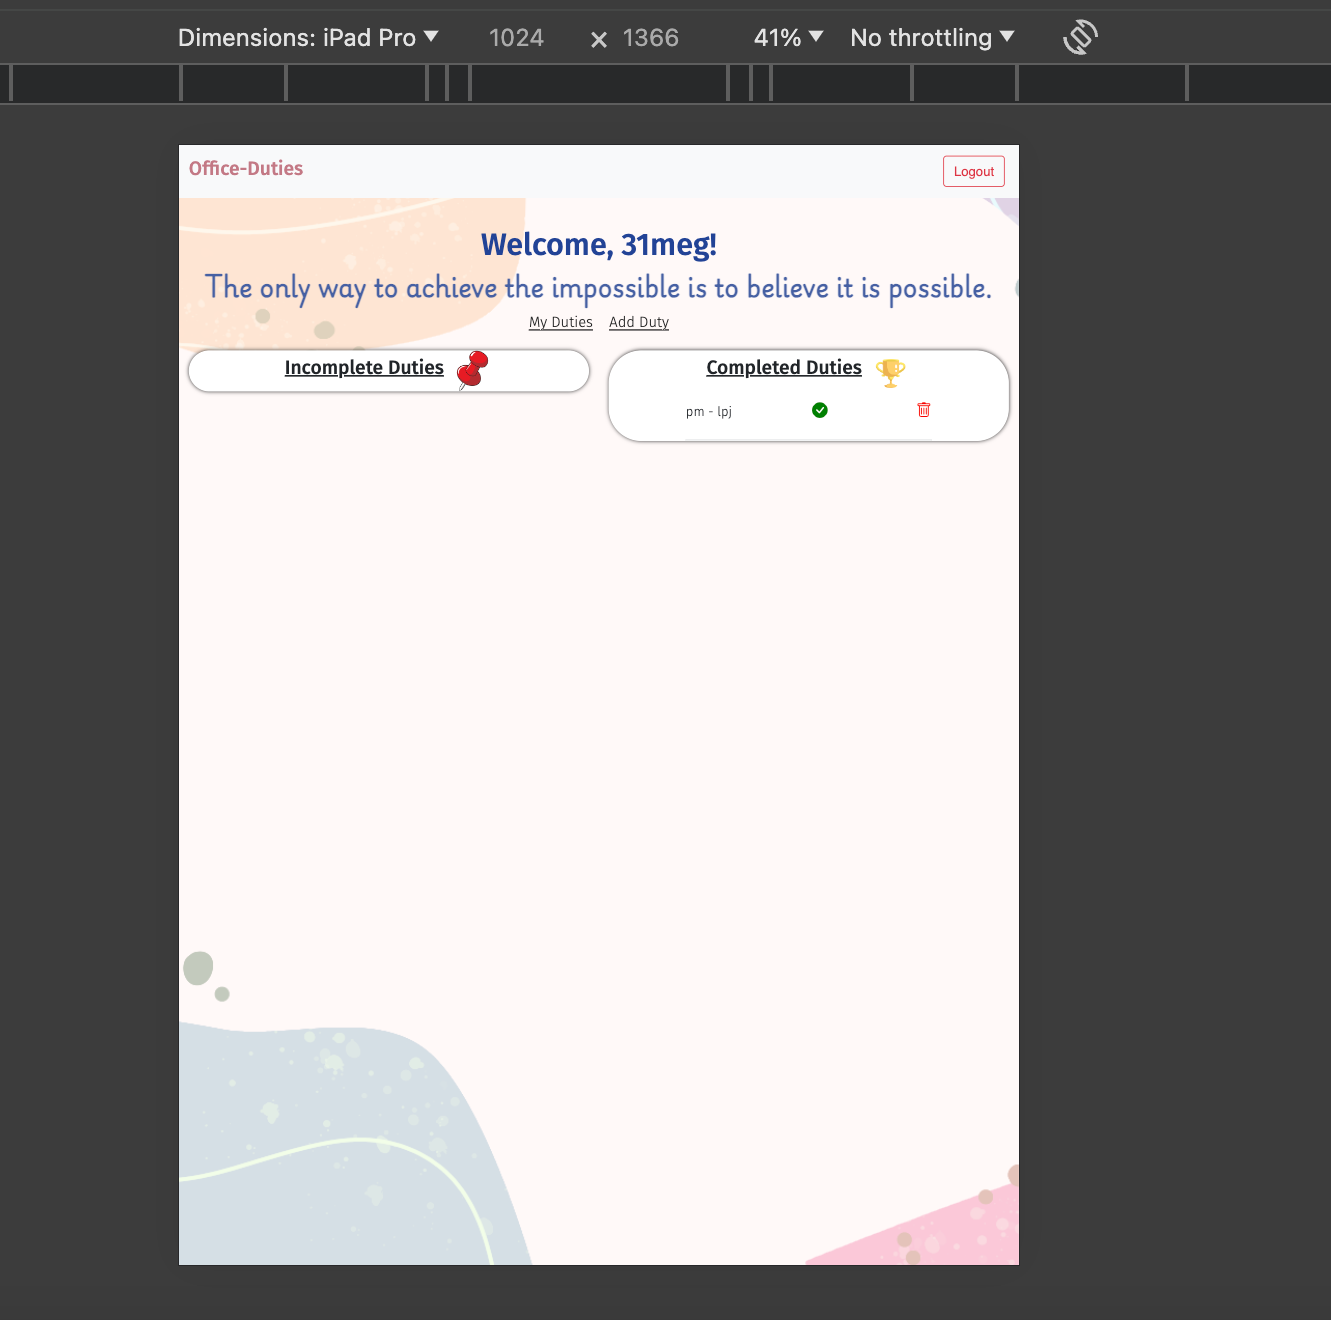 Dimensions: iPad Pro ▼ 1024 × 1366 41% ▼ No throttling ▼
Office-Duties Logout
Welcome, 31meg!
The only way to achieve the impossible is to believe it is possible.
My Duties Add Duty
Incomplete Duties Completed Duties
pm - lpj